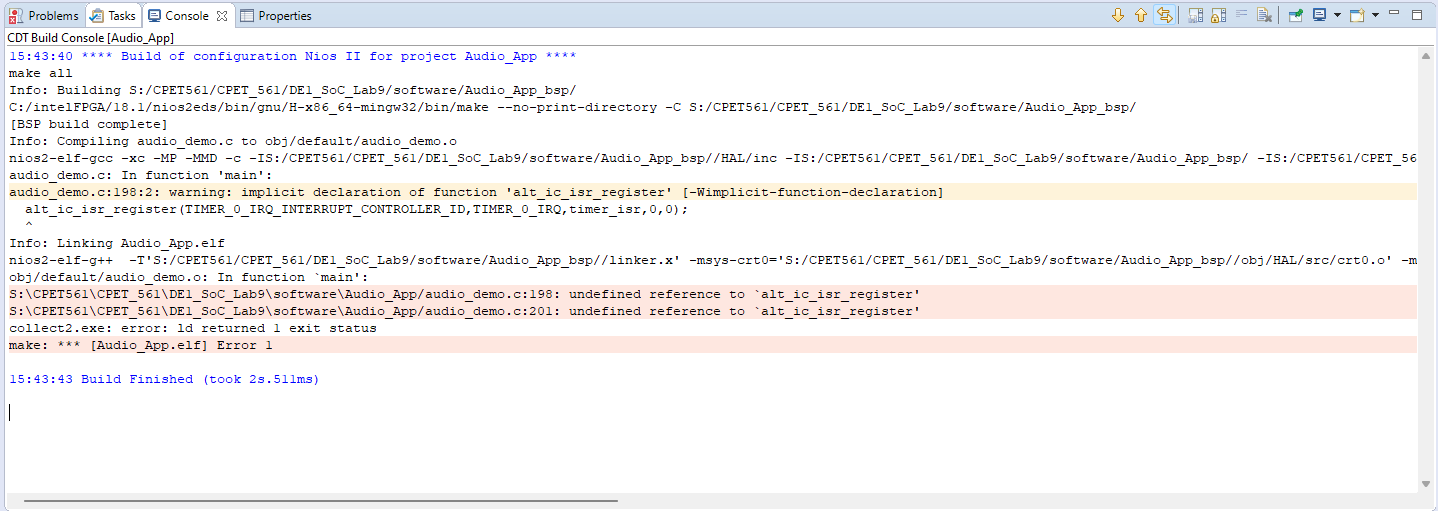 Problems Tasks Console Properties
CDT Build Console [Audio_App]
15:43:40 **** Build of configuration Nios II for project Audio_App ****
make all
Info: Building S:/CPET561/CPET_561/DE1_SoC_Lab9/software/Audio_App_bsp/
C:/intelFPGA/18.1/nios2eds/bin/gnu/H-x86_64-mingw32/bin/make --no-print-directory -C S:/CPET561/CPET_561/DE1_SoC_Lab9/software/Audio_App_bsp/
[BSP build complete]
Info: Compiling audio_demo.c to obj/default/audio_demo.o
nios2-elf-gcc -xc -MP -MMD -c -IS:/CPET561/CPET_561/DE1_SoC_Lab9/software/Audio_App_bsp//HAL/inc -IS:/CPET561/CPET_561/DE1_SoC_Lab9/software/Audio_App_bsp/ -IS:/CPET561/CPET_56
audio_demo.c: In function 'main':
audio_demo.c:198:2: warning: implicit declaration of function 'alt_ic_isr_register' [-Wimplicit-function-declaration]
alt_ic_isr_register(TIMER_0_IRQ_INTERRUPT_CONTROLLER_ID,TIMER_0_IRQ,timer_isr,0,0);
^
Info: Linking Audio_App.elf
nios2-elf-g++ -T'S:/CPET561/CPET_561/DE1_SoC_Lab9/software/Audio_App_bsp//linker.x' -msys-crt0='S:/CPET561/CPET_561/DE1_SoC_Lab9/software/Audio_App_bsp//obj/HAL/src/crt0.o' -m
obj/default/audio_demo.o: In function `main':
S:\CPET561\CPET_561\DE1_SoC_Lab9\software\Audio_App/audio_demo.c:198: undefined reference to `alt_ic_isr_register'
S:\CPET561\CPET_561\DE1_SoC_Lab9\software\Audio_App/audio_demo.c:201: undefined reference to `alt_ic_isr_register'
collect2.exe: error: ld returned 1 exit status
make: *** [Audio_App.elf] Error 1
15:43:43 Build Finished (took 2s.511ms)